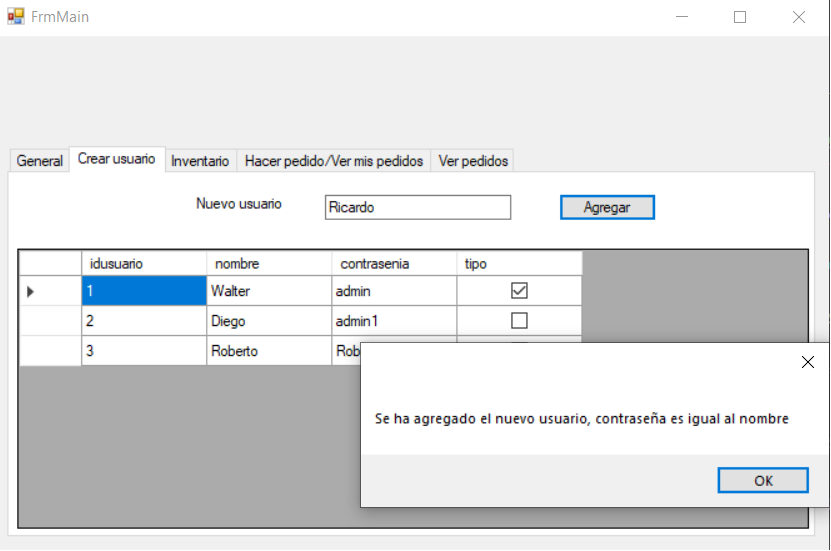 FrmMain
General Crear usuario Inventario Hacer pedido/Ver mis pedidos Ver pedidos
Nuevo usuario Ricardo Agregar
idusuario nombre contrasenia tipo
1 Walter admin
2 Diego admin1
3 Roberto Rob
Se ha agregado el nuevo usuario, contraseña es igual al nombre
OK